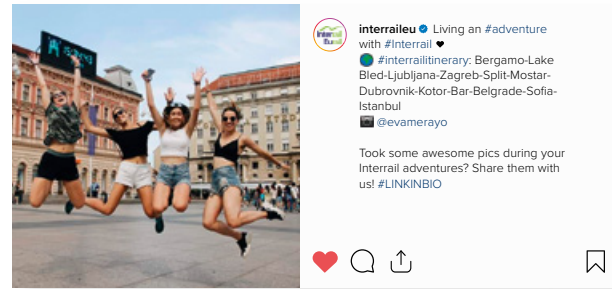 interraileu Living an #adventure
with #Interrail
#interrailitinerary: Bergamo-Lake
Bled-Ljubljana-Zagreb-Split-Mostar-
Dubrovnik-Kotor-Bar-Belgrade-Sofia-
Istanbul
@evamerayo
Took some awesome pics during your
Interrail adventures? Share them with
us! #LINKINBIO